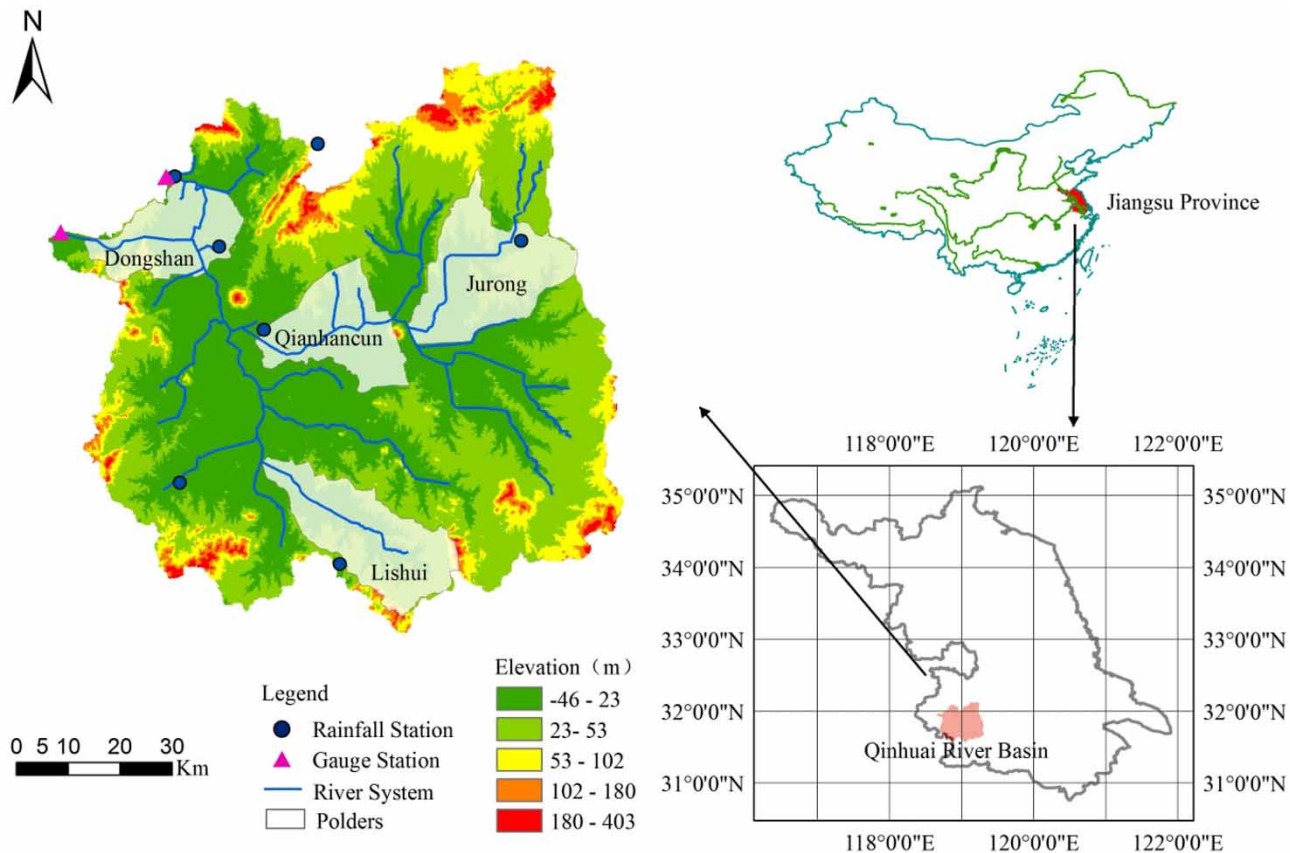 N
Dongshan
Jurong
Qianhancun
Lishui
Legend
Rainfall Station
Gauge Station
River System
Polders
0 5 10 20 30
Km
Elevation（m）
-46 - 23
23- 53
53 - 102
102 - 180
180 - 403
Jiangsu Province
118°0'0"E 120°0'0"E 122°0'0"E
35°0'0"N 35°0'0"N
34°0'0"N 34°0'0"N
33°0'0"N 33°0'0"N
32°0'0"N 32°0'0"N
Qinhuai River Basin
31°0'0"N 31°0'0"N
118°0'0"E 120°0'0"E 122°0'0"E